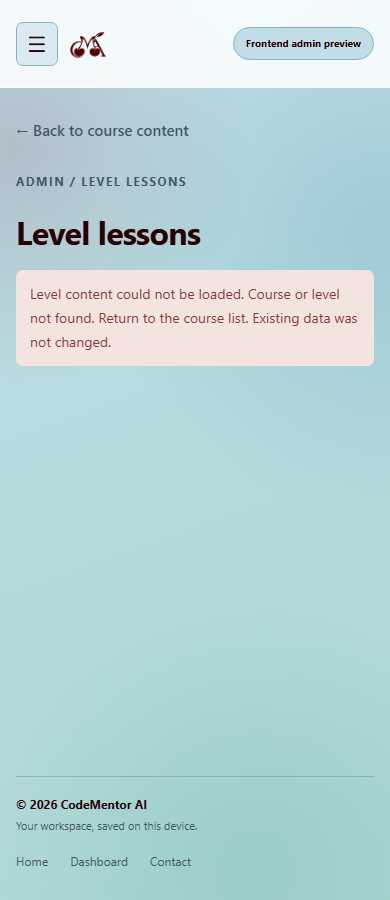 ☰
Frontend admin preview
← Back to course content
ADMIN / LEVEL LESSONS
Level lessons
Level content could not be loaded. Course or level
not found. Return to the course list. Existing data was
not changed.
© 2026 CodeMentor AI
Your workspace, saved on this device.
Home Dashboard Contact